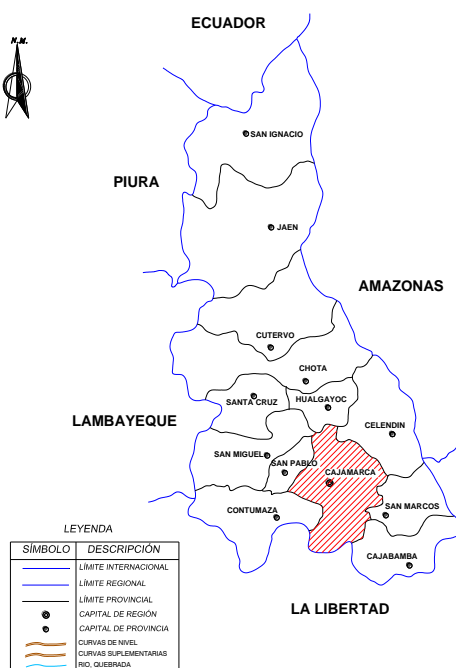 ECUADOR
N.M.
SAN IGNACIO
PIURA
JAEN
AMAZONAS
CUTERVO
CHOTA
SANTA CRUZ
HUALGAYOC
LAMBAYEQUE
CELENDIN
SAN MIGUEL
SAN PABLO
CAJAMARCA
CONTUMAZA
SAN MARCOS
CAJABAMBA
LA LIBERTAD
LEYENDA
SÍMBOLO DESCRIPCIÓN
LÍMITE INTERNACIONAL
LÍMITE REGIONAL
LÍMITE PROVINCIAL
CAPITAL DE REGIÓN
CAPITAL DE PROVINCIA
CURVAS DE NIVEL
CURVAS SUPLEMENTARIAS
RIO, QUEBRADA